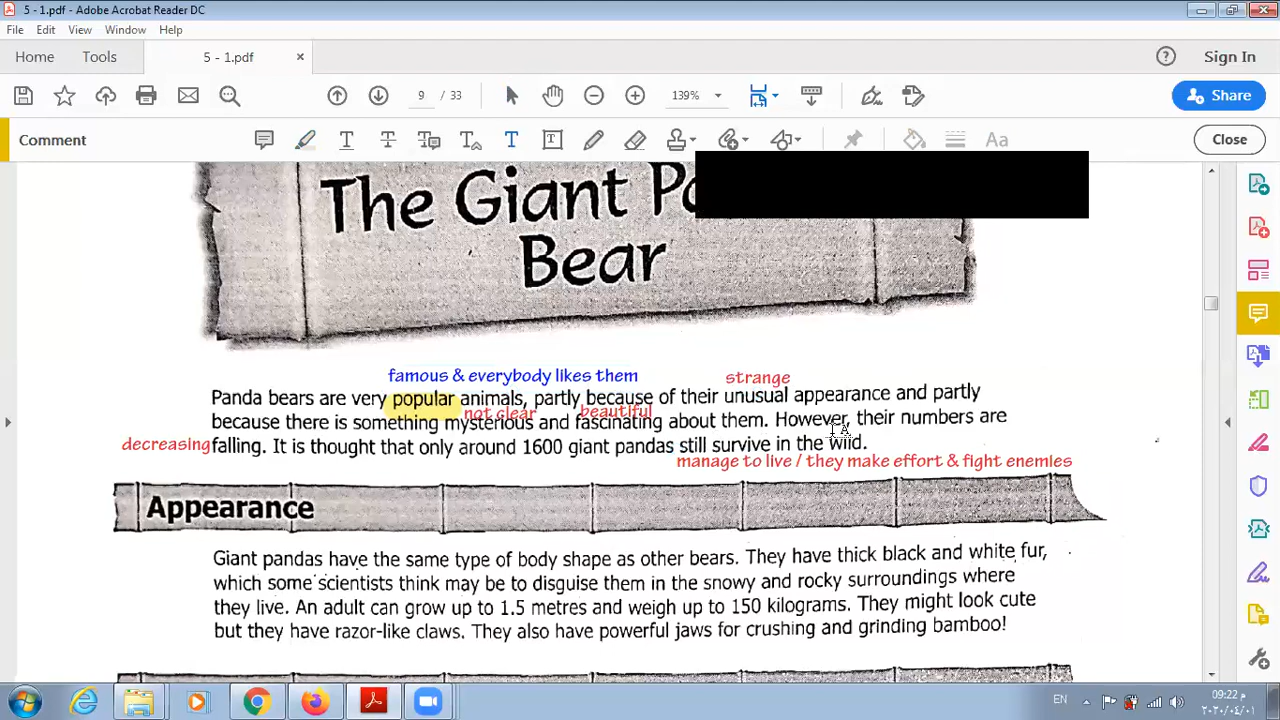 5 - 1.pdf - Adobe Acrobat Reader DC
File Edit View Window Help
Home Tools 5 - 1.pdf × Sign In
9 / 33 139% Share
Comment Aa Close
The Giant
Bear
famous & everybody likes them strange
Panda bears are very popular animals, partly because of their unusual appearance and partly
not clear beautiful
because there is something mysterious and fascinating about them. However, their numbers are
decreasing
falling. It is thought that only around 1600 giant pandas still survive in the wild.
manage to live / they make effort & fight enemies
Appearance
Giant pandas have the same type of body shape as other bears. They have thick black and white fur,
which some scientists think may be to disguise them in the snowy and rocky surroundings where
they live. An adult can grow up to 1.5 metres and weigh up to 150 kilograms. They might look cute
but they have razor-like claws. They also have powerful jaws for crushing and grinding bamboo!
EN م 09:22
٢٠٢٠/٠٤/٠١